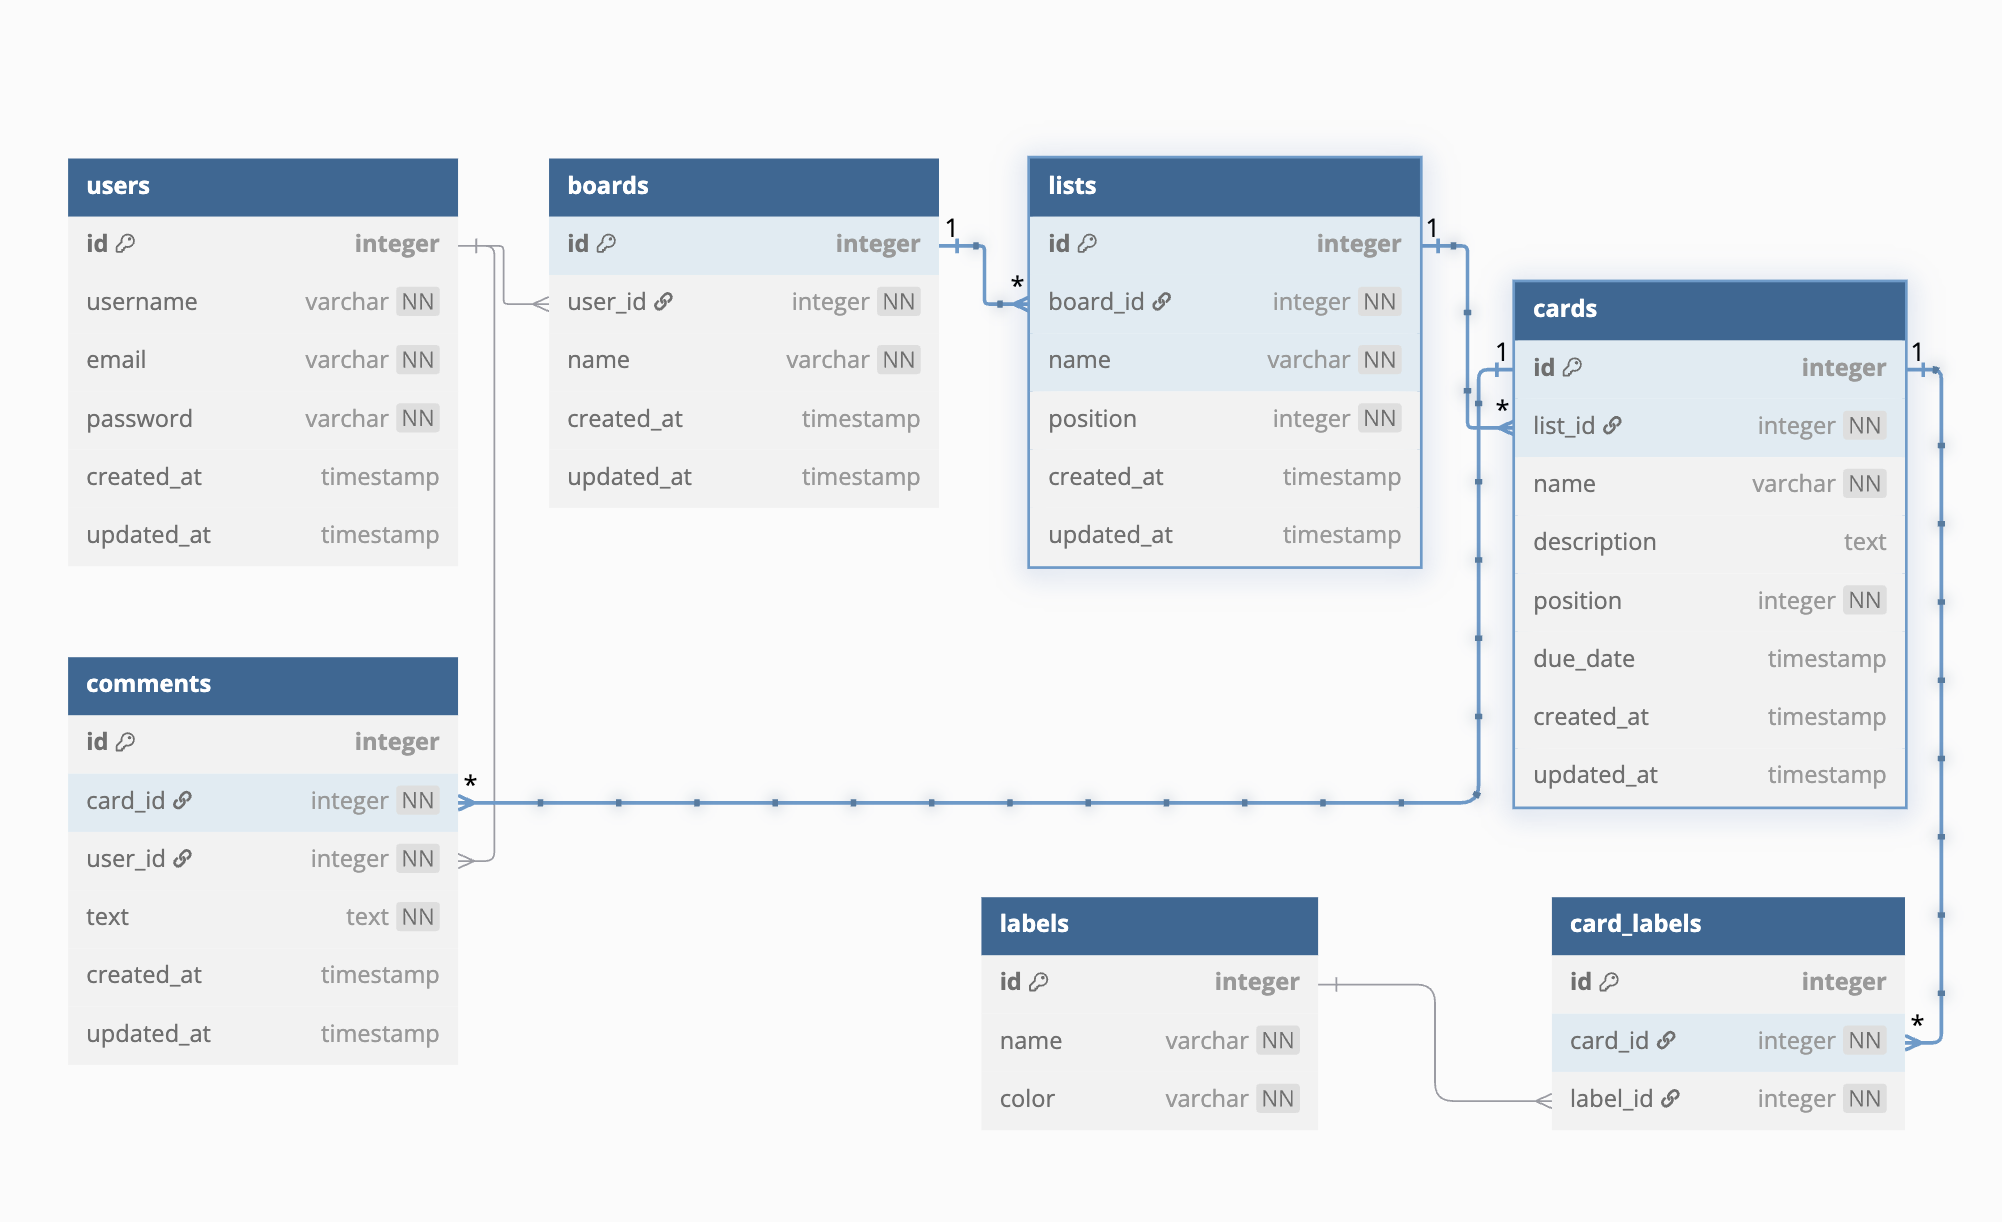 users
id integer
username varchar NN
email varchar NN
password varchar NN
created_at timestamp
updated_at timestamp
boards
id integer
user_id integer NN
name varchar NN
created_at timestamp
updated_at timestamp
1
*
lists
id integer
board_id integer NN
name varchar NN
position integer NN
created_at timestamp
updated_at timestamp
1
*
1
cards
id integer
list_id integer NN
name varchar NN
description text
position integer NN
due_date timestamp
created_at timestamp
updated_at timestamp
1
*
comments
id integer
card_id integer NN
user_id integer NN
text text NN
created_at timestamp
updated_at timestamp
*
labels
id integer
name varchar NN
color varchar NN
card_labels
id integer
card_id integer NN
label_id integer NN